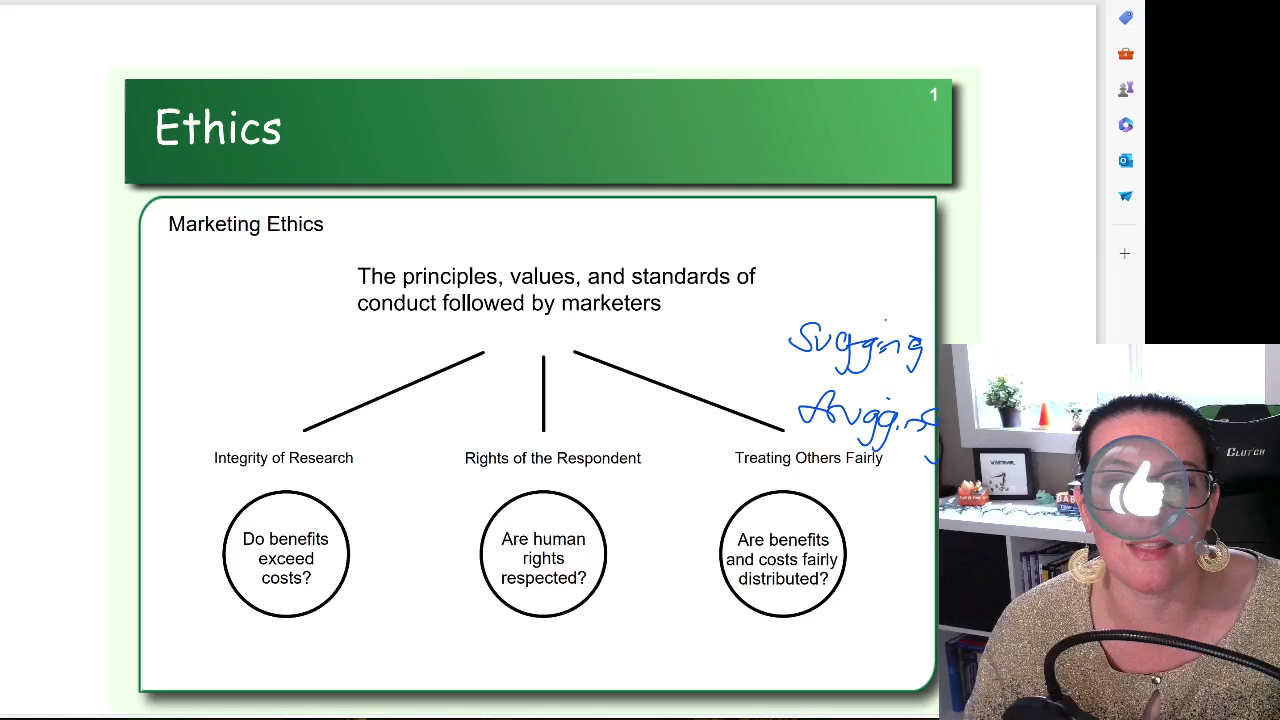 1
Ethics
Marketing Ethics
The principles, values, and standards of
conduct followed by marketers
Sugging
Integrity of Research
Rights of the Respondent
Treating Others Fairly
Do benefits
exceed
costs?
Are human
rights
respected?
Are benefits
and costs fairly
distributed?
CLUTCH